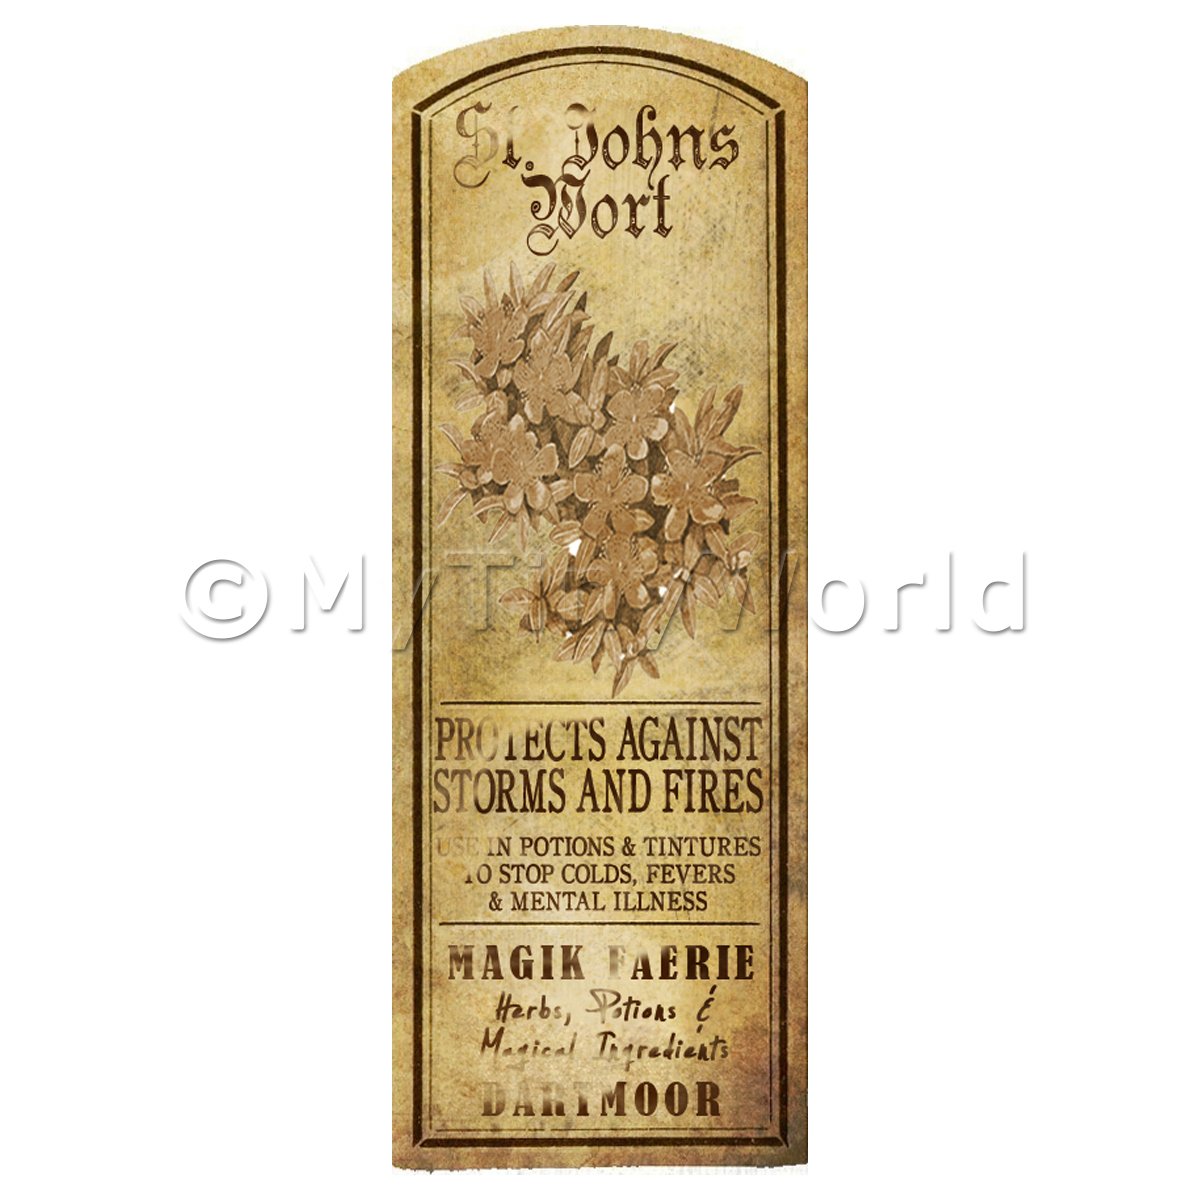 St. Johns
Wort
©MyTinyWorld
PROTECTS AGAINST
STORMS AND FIRES
USE IN POTIONS & TINTURES
TO STOP COLDS, FEVERS
& MENTAL ILLNESS
MAGIK FAERIE
Herbs, Potions &
Magical Ingredients
DARTMOOR